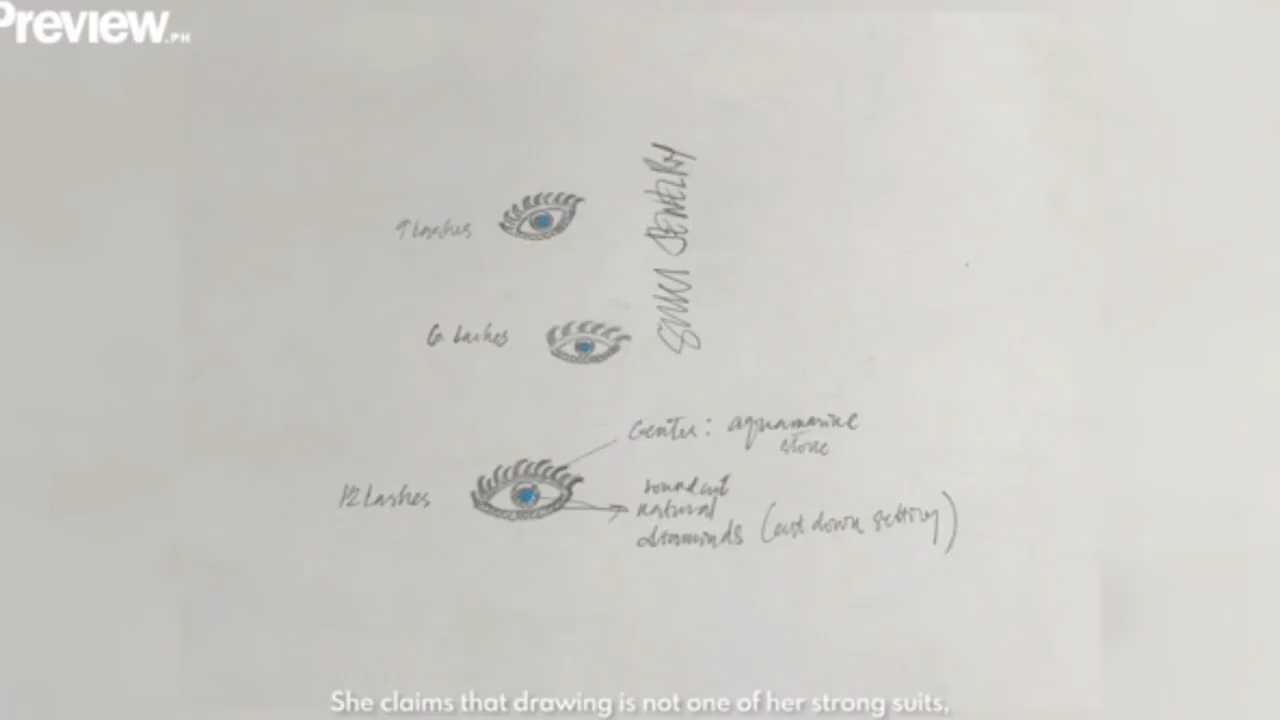 Preview.PH
9 Lashes
JEWELRY
6 Lashes
Center: aquamarine
stone
12 Lashes
round cut
natural
diamonds (cut down setting)
She claims that drawing is not one of her strong suits,